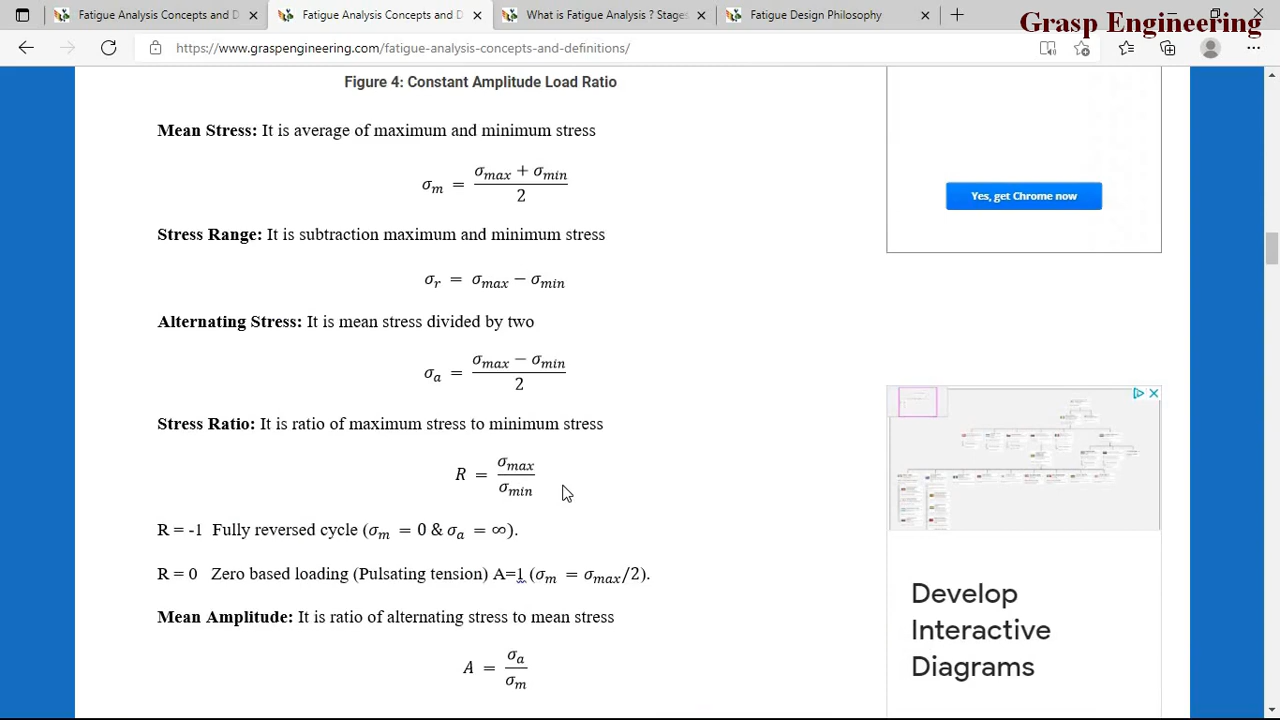 Fatigue Analysis Concepts and D
Fatigue Analysis Concepts and D
What is Fatigue Analysis ? Stages
Fatigue Design Philosophy
Grasp Engineering
https://www.graspengineering.com/fatigue-analysis-concepts-and-definitions/
Figure 4: Constant Amplitude Load Ratio
Mean Stress: It is average of maximum and minimum stress
σm = (σmax + σmin)/2
Yes, get Chrome now
Stress Range: It is subtraction maximum and minimum stress
σr = σmax − σmin
Alternating Stress: It is mean stress divided by two
σa = (σmax − σmin)/2
Stress Ratio: It is ratio of maximum stress to minimum stress
R = σmax/σmin
R = -1 Fully reversed cycle (σm = 0 & σa = ∞).
R = 0 Zero based loading (Pulsating tension) A=1 (σm = σmax/2).
Mean Amplitude: It is ratio of alternating stress to mean stress
A = σa/σm
Develop
Interactive
Diagrams